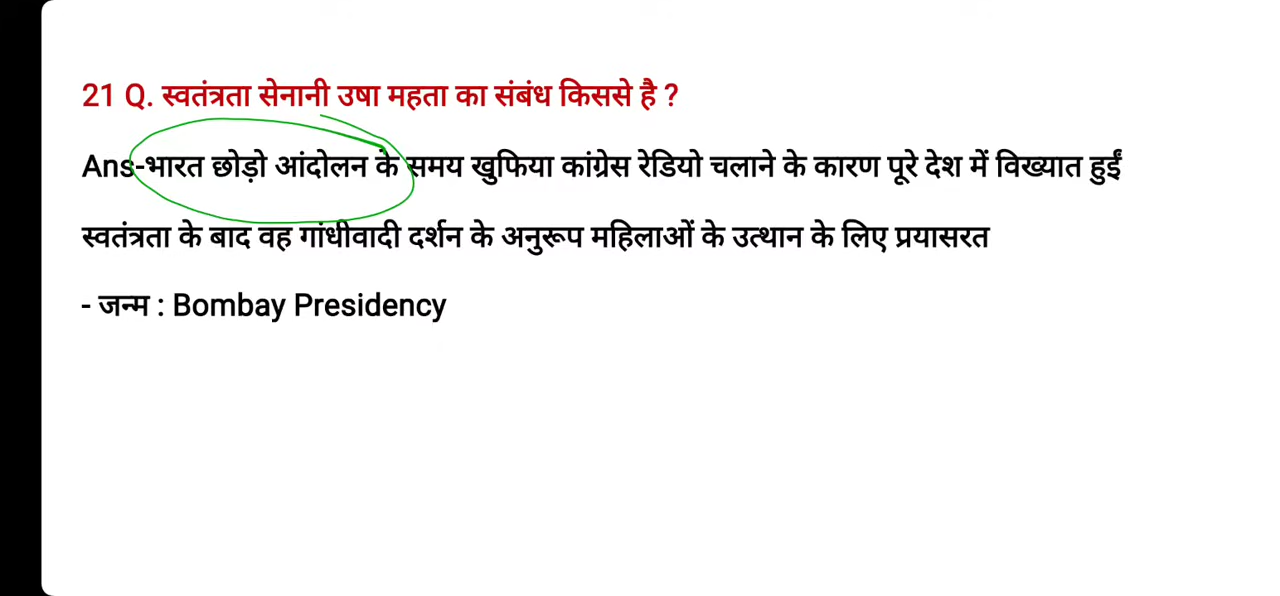 21 Q. स्वतंत्रता सेनानी उषा महता का संबंध किससे है ?
Ans-भारत छोड़ो आंदोलन के समय खुफिया कांग्रेस रेडियो चलाने के कारण पूरे देश में विख्यात हुईं
स्वतंत्रता के बाद वह गांधीवादी दर्शन के अनुरूप महिलाओं के उत्थान के लिए प्रयासरत
- जन्म : Bombay Presidency